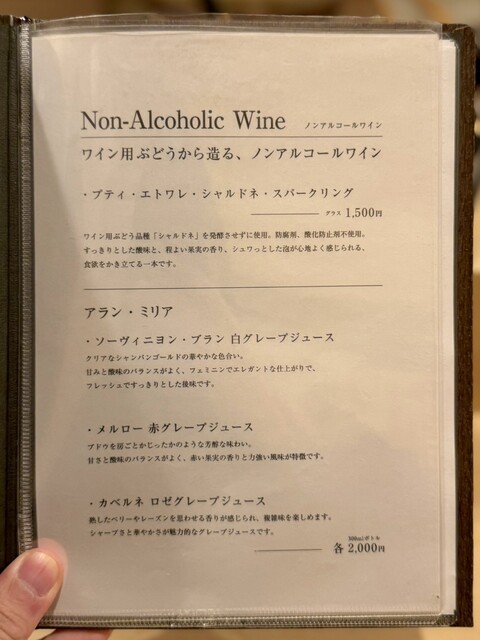 Non-Alcoholic Wine ノンアルコールワイン
ワイン用ぶどうから造る、ノンアルコールワイン
・プティ・エトワレ・シャルドネ・スパークリング
グラス 1,500円
ワイン用ぶどう品種「シャルドネ」を発酵させずに使用。防腐剤、酸化防止剤不使用。
すっきりとした酸味と、程よい果実の香り、シュワっとした泡が心地よく感じられる、
食欲をかき立てる一本です。
アラン・ミリア
・ソーヴィニヨン・ブラン 白グレープジュース
クリアなシャンパンゴールドの華やかな色合い。
甘みと酸味のバランスがよく、フェミニンでエレガントな仕上がりで、
フレッシュですっきりとした後味です。
・メルロー 赤グレープジュース
ブドウを房ごとかじったかのような芳醇な味わい。
甘さと酸味のバランスがよく、赤い果実の香りと力強い風味が特徴です。
・カベルネ ロゼグレープジュース
熟したベリーやレーズンを思わせる香りが感じられ、複雑味を楽しめます。
シャープさと華やかさが魅力的なグレープジュースです。
300mlボトル
各 2,000円